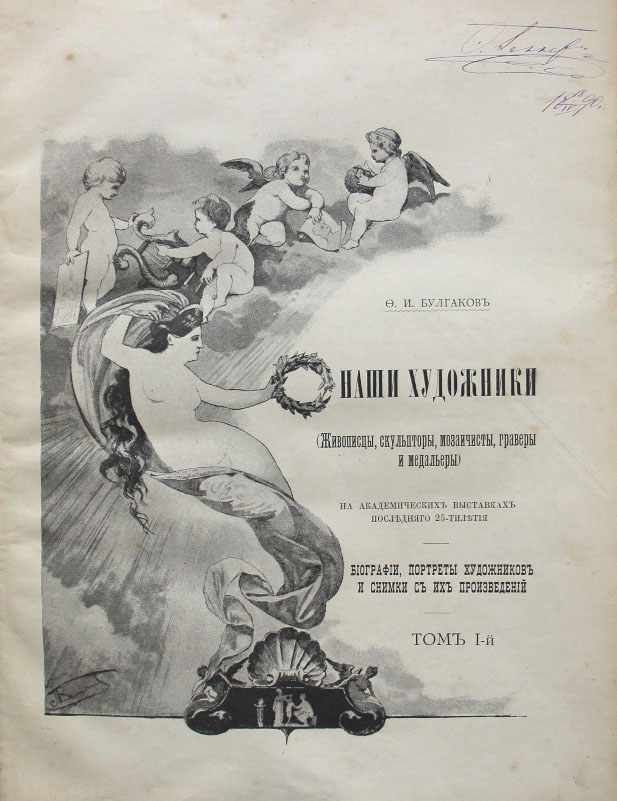 Ѳ. И. БУЛГАКОВЪ
НАШИ ХУДОЖНИКИ
(Живописцы, скульпторы, мозаичисты, граверы
и медальеры)
НА АКАДЕМИЧЕСКИХЪ ВЫСТАВКАХЪ
ПОСЛѢДНЯГО 25-ТИЛѢТІЯ
БІОГРАФІИ, ПОРТРЕТЫ ХУДОЖНИКОВЪ
И СНИМКИ СЪ ИХЪ ПРОИЗВЕДЕНІЙ
ТОМЪ I-й